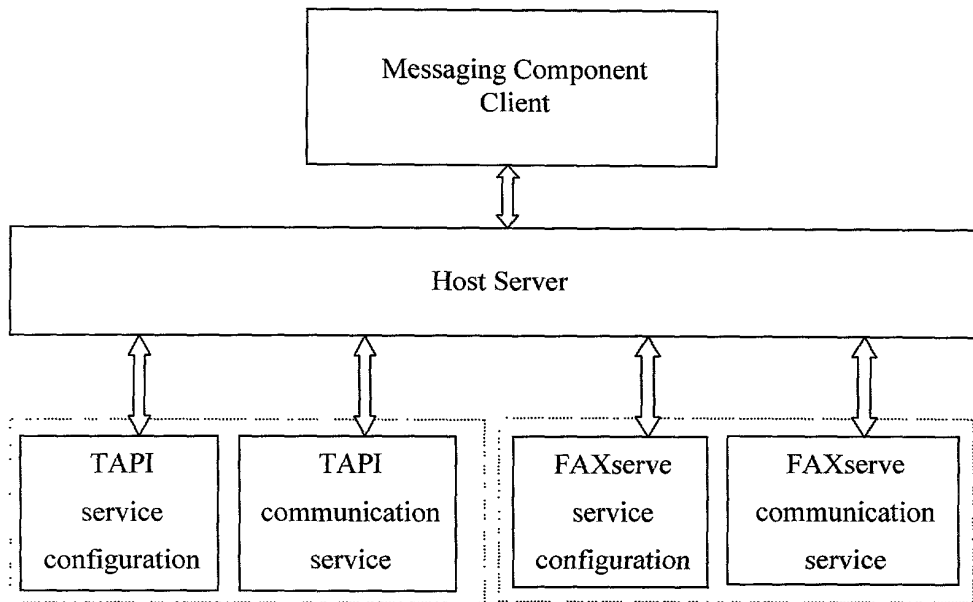 Messaging Component
Client
Host Server
TAPI
service
configuration
TAPI
communication
service
FAXserve
service
configuration
FAXserve
communication
service